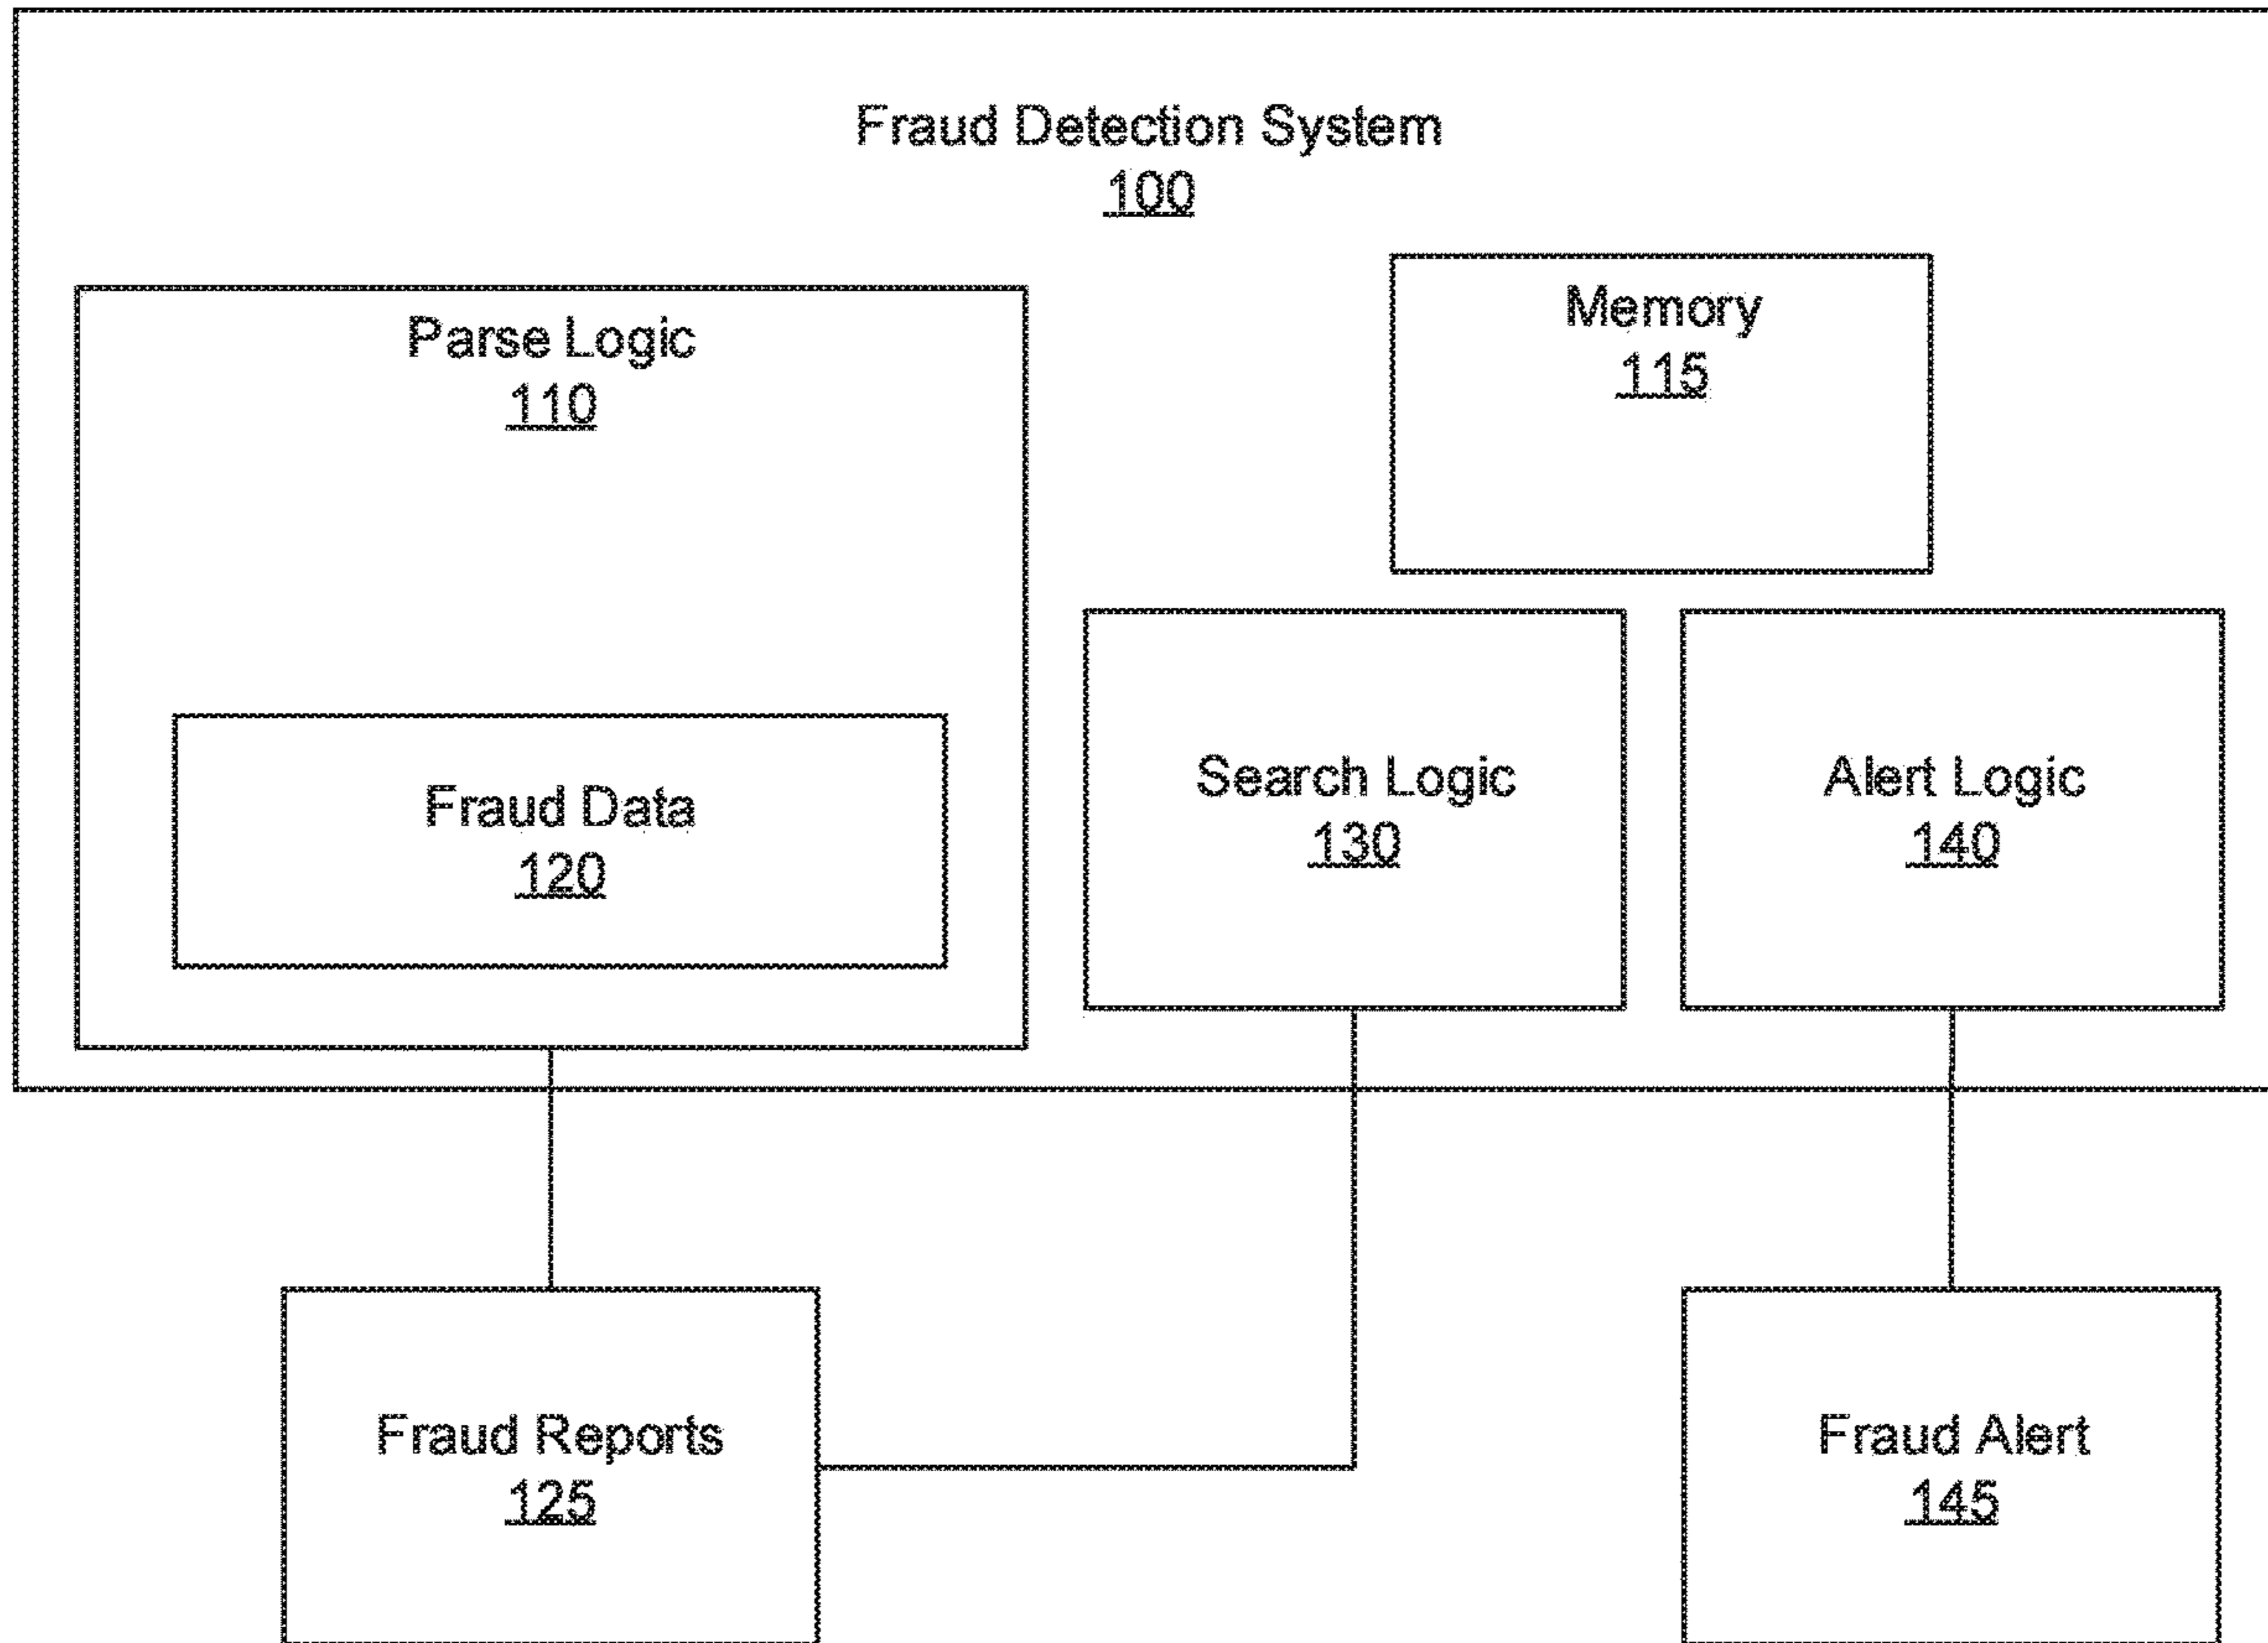 Fraud Detection System
100
Memory
115
Parse Logic
110
Fraud Data
120
Search Logic
130
Alert Logic
140
Fraud Reports
125
Fraud Alert
145